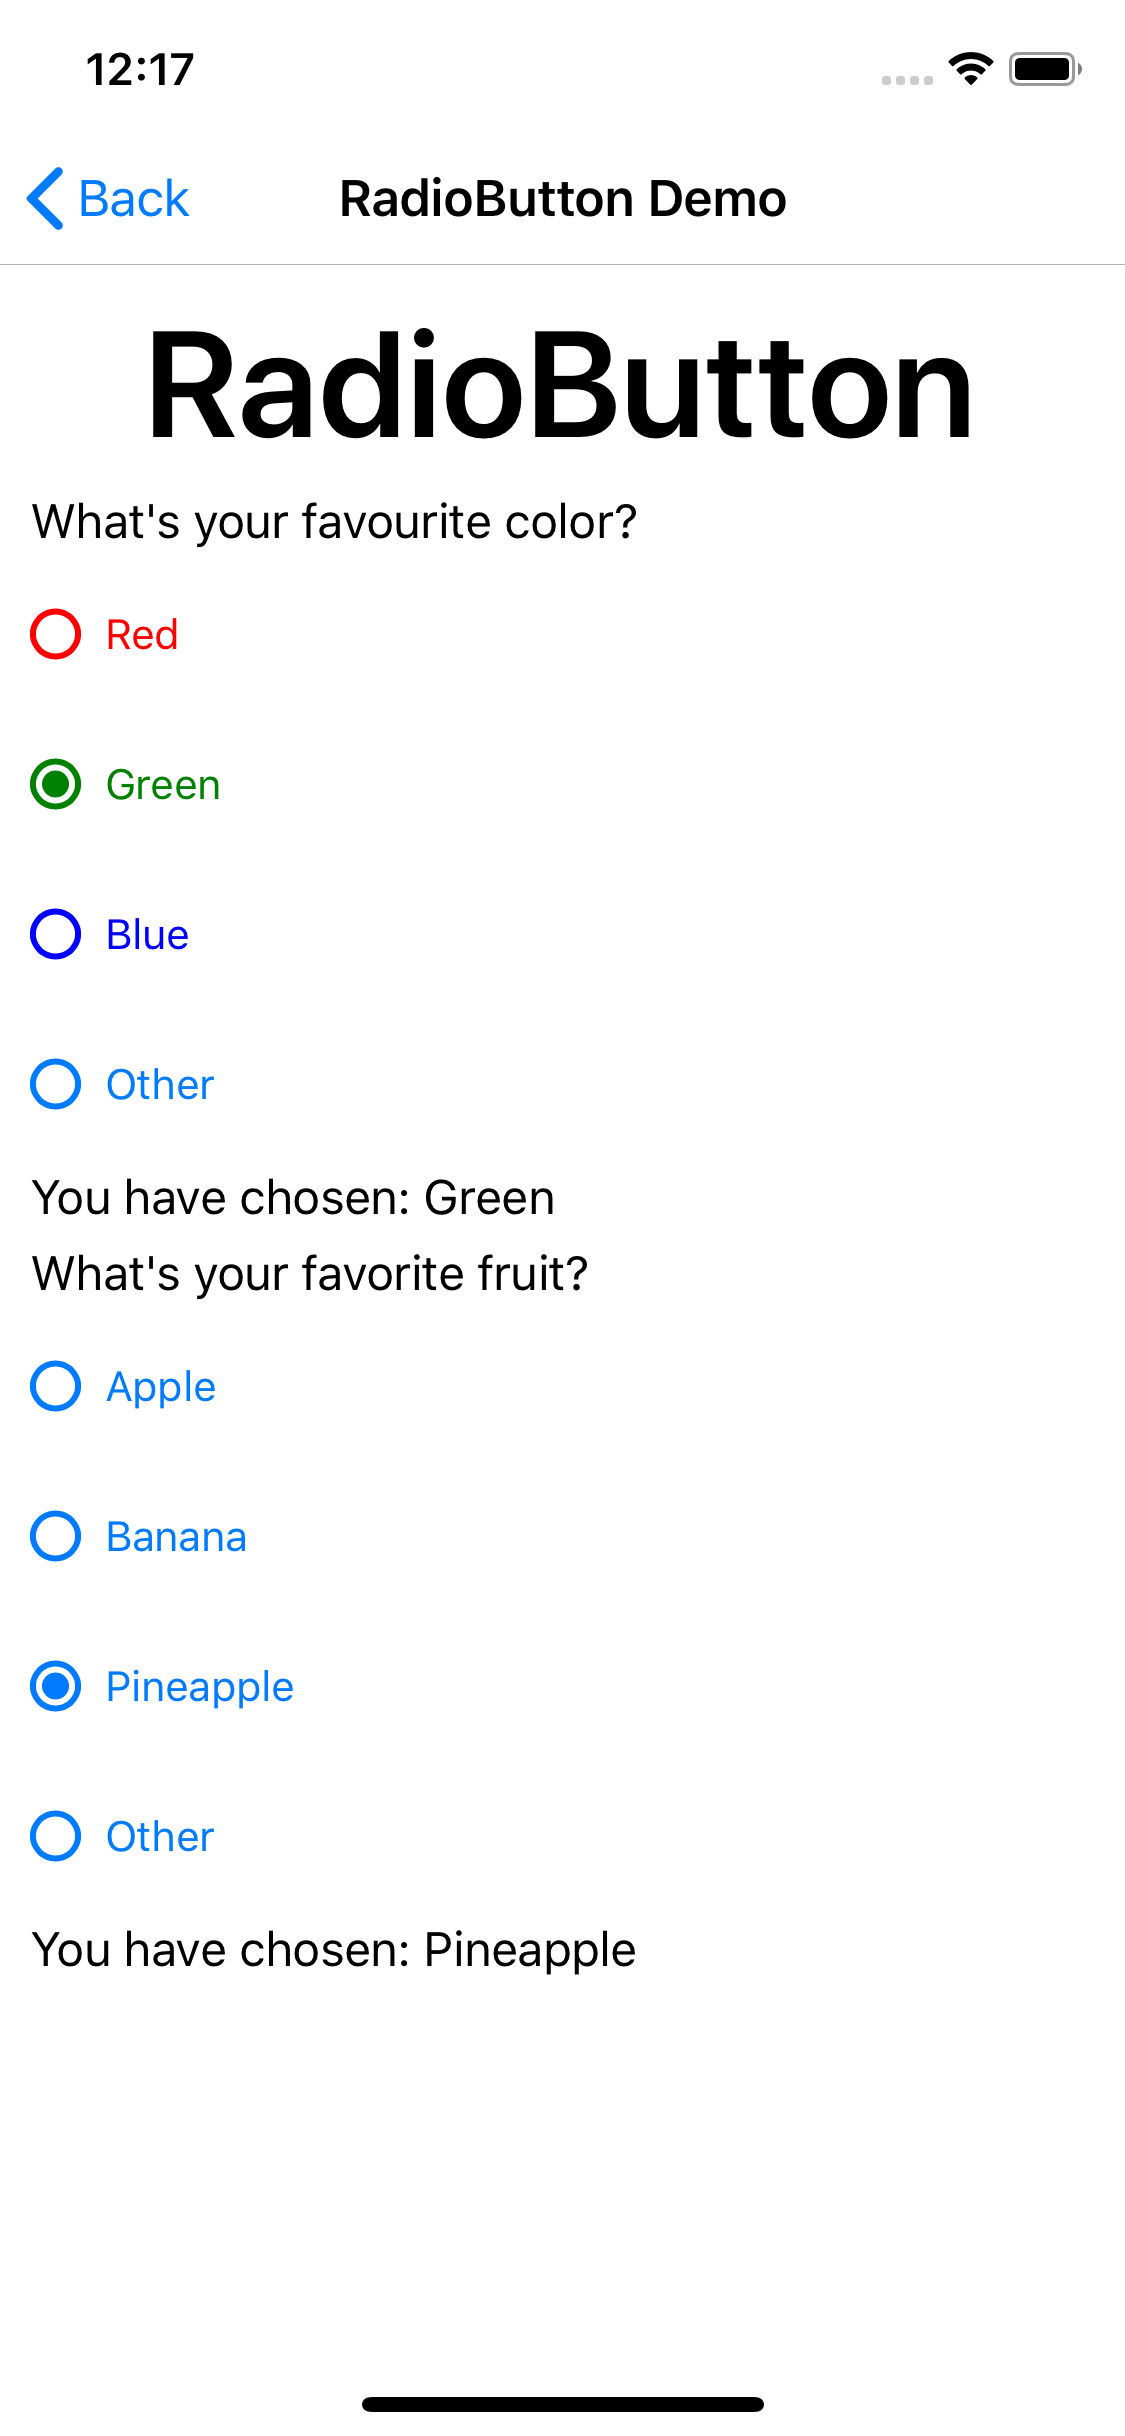 12:17
Back
RadioButton Demo
RadioButton
What's your favourite color?
Red
Green
Blue
Other
You have chosen: Green
What's your favorite fruit?
Apple
Banana
Pineapple
Other
You have chosen: Pineapple